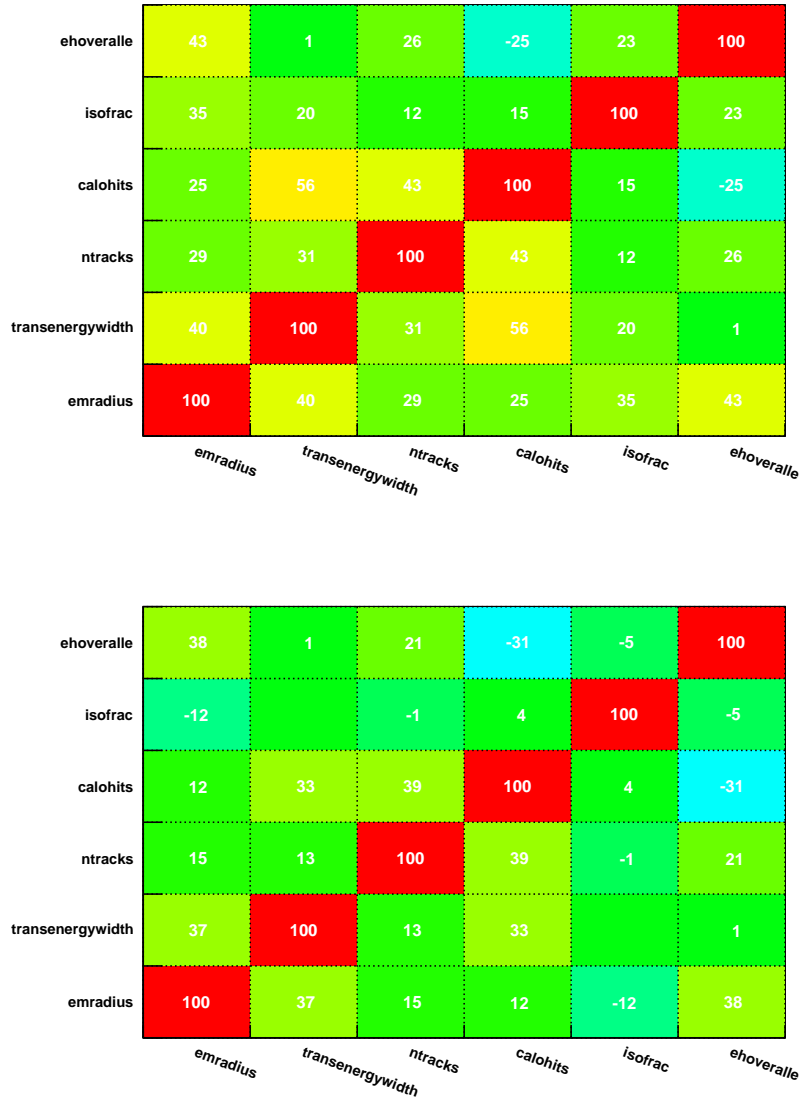 ehoveralle 43 1 26 -25 23 100
isofrac 35 20 12 15 100 23
calohits 25 56 43 100 15 -25
ntracks 29 31 100 43 12 26
transenergywidth 40 100 31 56 20 1
emradius 100 40 29 25 35 43
emradius transenergywidth ntracks calohits isofrac ehoveralle
ehoveralle 38 1 21 -31 -5 100
isofrac -12 -1 4 100 -5
calohits 12 33 39 100 4 -31
ntracks 15 13 100 39 -1 21
transenergywidth 37 100 13 33 1
emradius 100 37 15 12 -12 38
emradius transenergywidth ntracks calohits isofrac ehoveralle